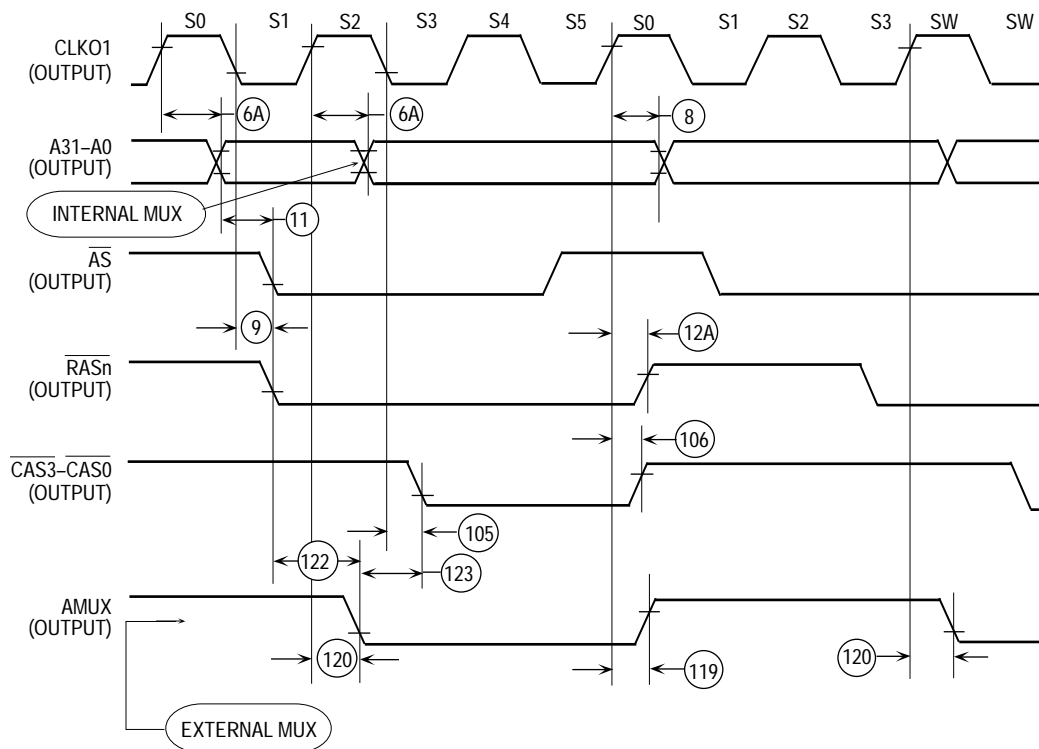 S0 S1 S2 S3 S4 S5 S0 S1 S2 S3 SW SW
CLKO1
(OUTPUT)
6A 6A 8
A31–A0
(OUTPUT)
INTERNAL MUX
11
AS
(OUTPUT)
9
12A
RASn
(OUTPUT)
106
CAS3–CAS0
(OUTPUT)
105
122
123
AMUX
(OUTPUT)
120 119 120
EXTERNAL MUX